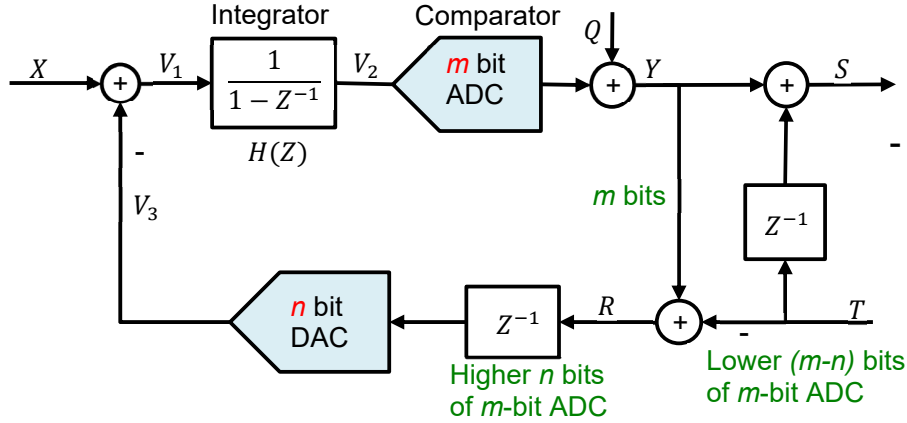 Integrator
Comparator
Q
X
+
V₁
1
1 − Z⁻¹
V₂
m bit
ADC
+
Y
+
S
H(Z)
-
-
V₃
m bits
Z⁻¹
n bit
DAC
Z⁻¹
R
+
-
T
Higher n bits
of m-bit ADC
Lower (m-n) bits
of m-bit ADC